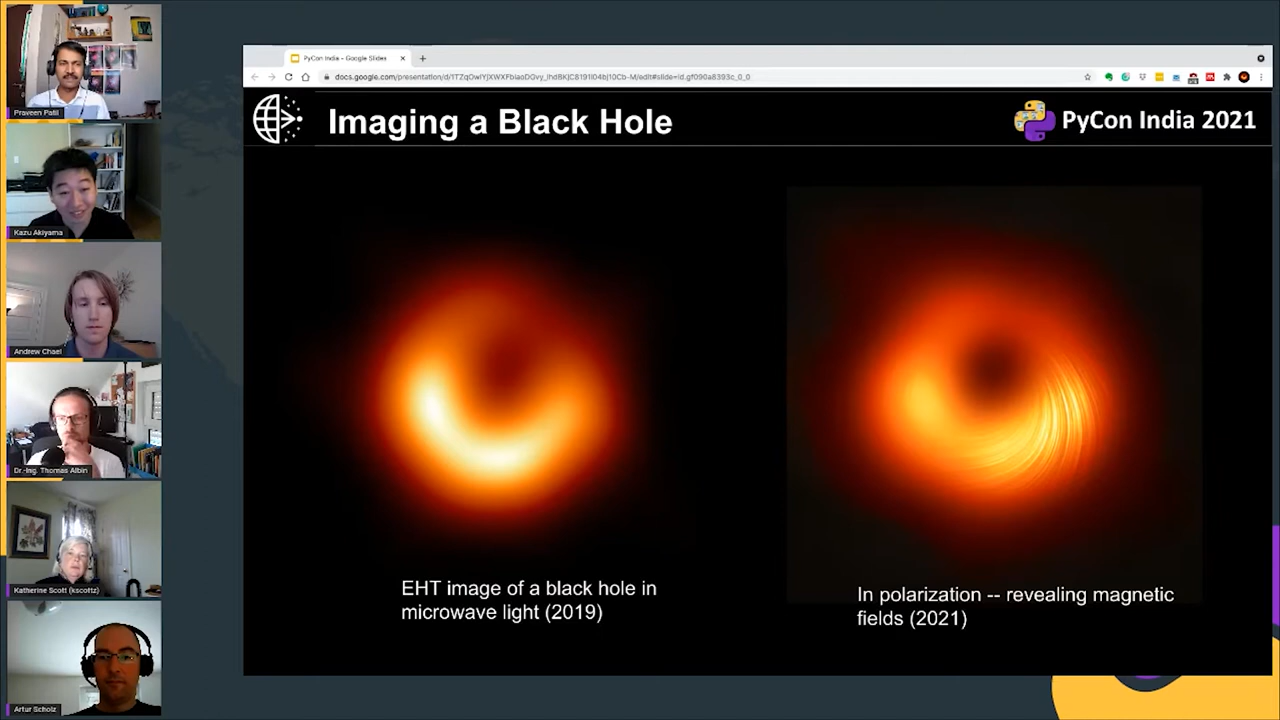 Praveen Patil
Kazu Akiyama
Andrew Chael
Dr.-Ing. Thomas Albin
Katherine Scott (kscottz)
Artur Scholz
PyCon India - Google Slides
Imaging a Black Hole
PyCon India 2021
EHT image of a black hole in
microwave light (2019)
In polarization -- revealing magnetic
fields (2021)